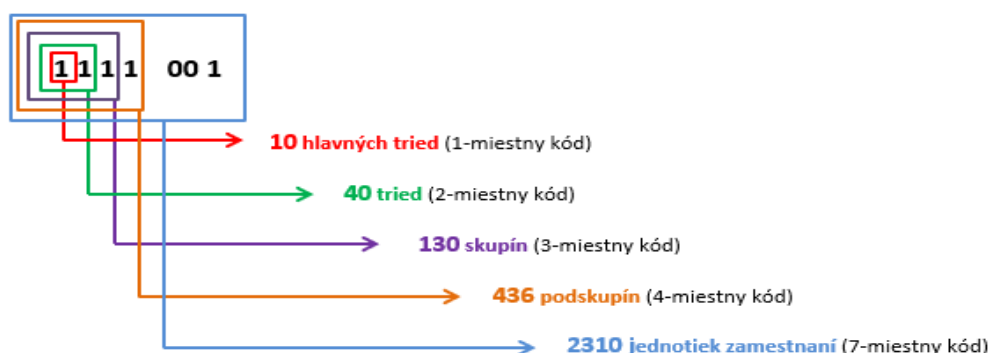 1 1 1 1 00 1
10 hlavných tried (1-miestny kód)
40 tried (2-miestny kód)
130 skupín (3-miestny kód)
436 podskupín (4-miestny kód)
2310 jednotiek zamestnaní (7-miestny kód)